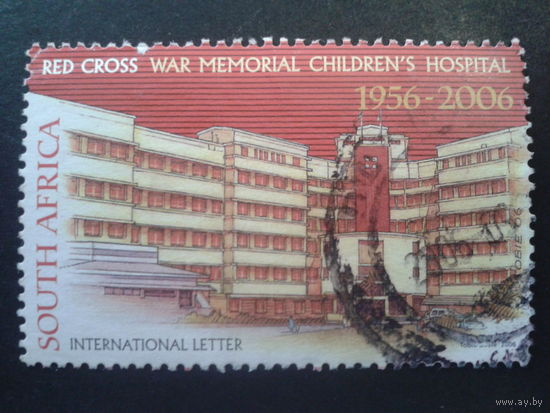 RED CROSS WAR MEMORIAL CHILDREN'S HOSPITAL
1956-2006
SOUTH AFRICA
INTERNATIONAL LETTER
www.ay.by